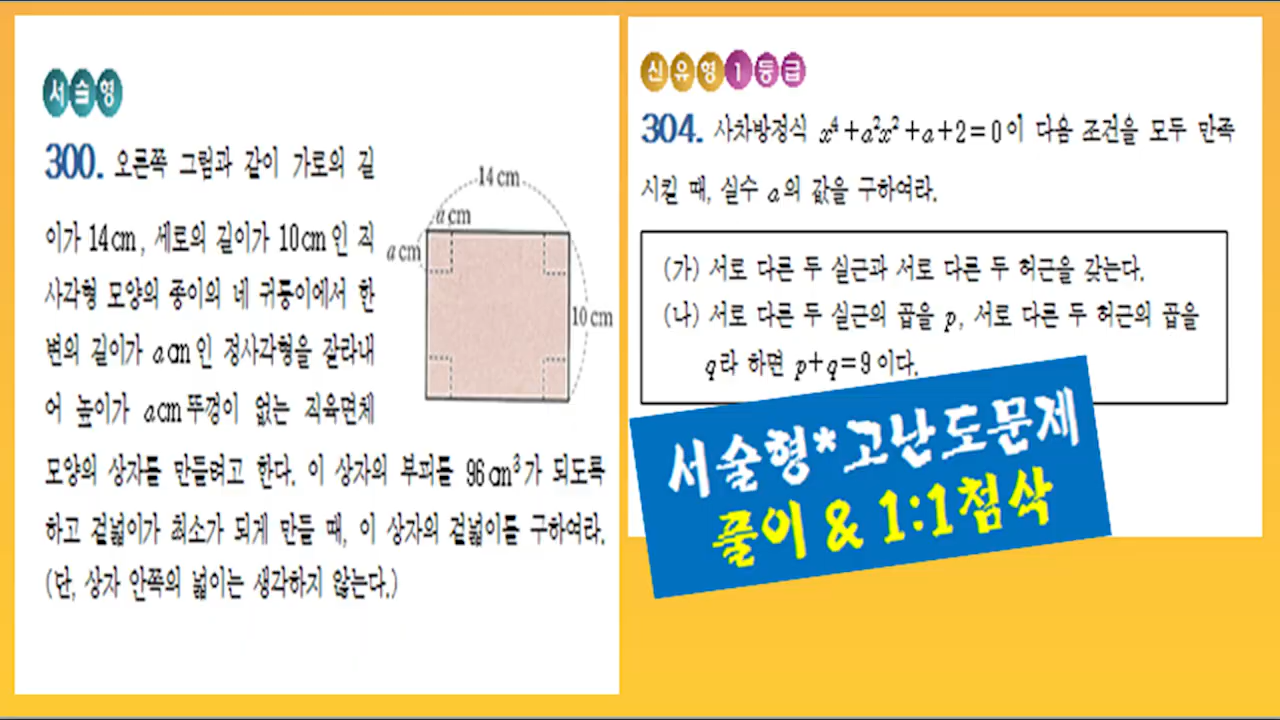 서술형
300. 오른쪽 그림과 같이 가로의 길
이가 14cm, 세로의 길이가 10cm인 직
사각형 모양의 종이의 네 귀퉁이에서 한
변의 길이가 acm인 정사각형을 잘라내
어 높이가 acm 뚜껑이 없는 직육면체
모양의 상자를 만들려고 한다. 이 상자의 부피를 96cm³가 되도록
하고 겉넓이가 최소가 되게 만들 때, 이 상자의 겉넓이를 구하여라.
(단, 상자 안쪽의 넓이는 생각하지 않는다.)
14cm
a cm
a cm
10cm
신유형 1등급
304. 사차방정식 x⁴+a²x²+a+2=0이 다음 조건을 모두 만족
시킬 때, 실수 a의 값을 구하여라.
(가) 서로 다른 두 실근과 서로 다른 두 허근을 갖는다.
(나) 서로 다른 두 실근의 곱을 p, 서로 다른 두 허근의 곱을
q라 하면 p+q=9이다.
서술형*고난도문제
풀이 & 1:1첨삭